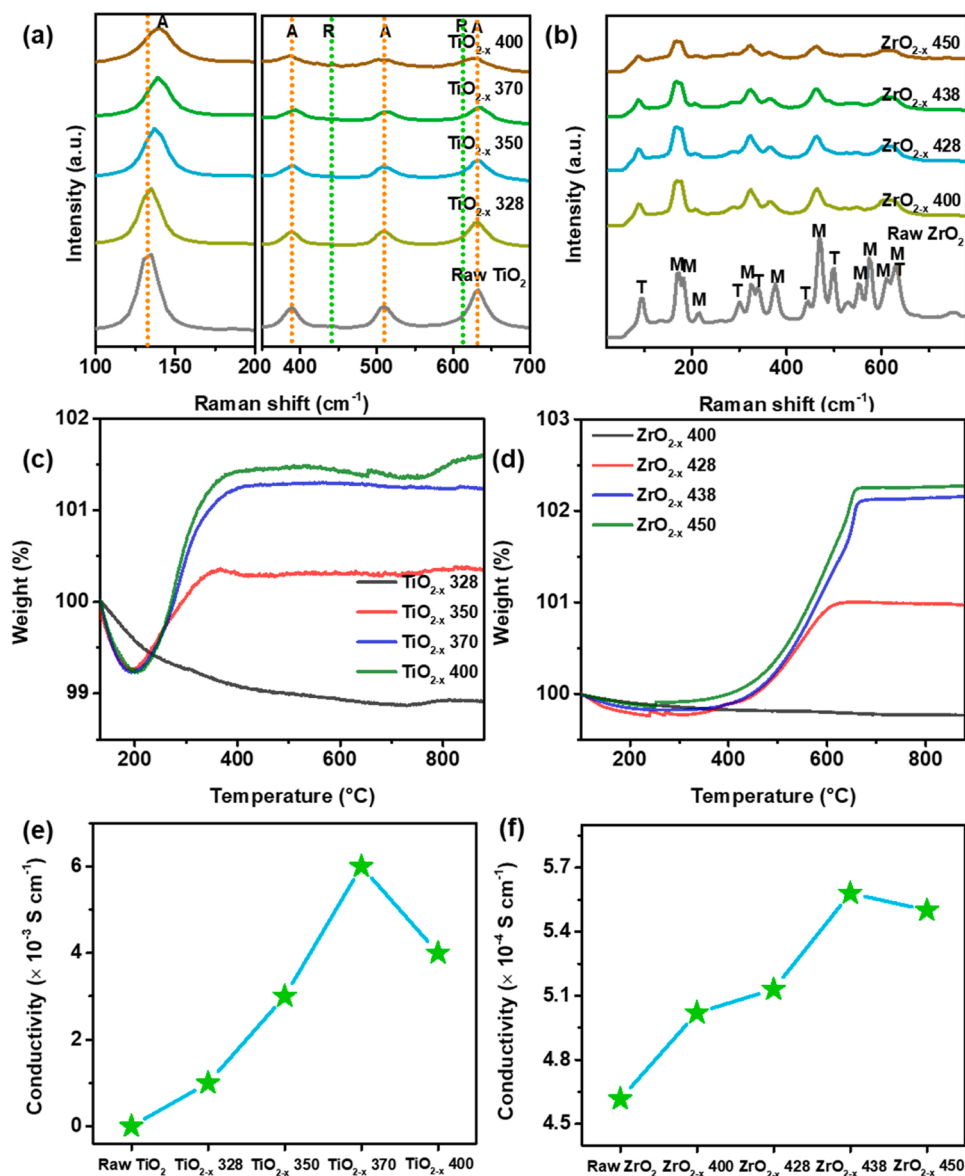 (a)
A
A
R
A
R
A
TiO2-x 400
TiO2-x 370
TiO2-x 350
TiO2-x 328
Raw TiO2
Intensity (a.u.)
100
150
200
400
500
600
700
Raman shift (cm-1)
(b)
ZrO2-x 450
ZrO2-x 438
ZrO2-x 428
ZrO2-x 400
Raw ZrO2
T
M
M
M
T
M
T
M
T
M
T
M
M
M
M
T
Intensity (a.u.)
200
400
600
Raman shift (cm-1)
(c)
102
101
100
99
Weight (%)
TiO2-x 328
TiO2-x 350
TiO2-x 370
TiO2-x 400
200
400
600
800
Temperature (°C)
(d)
102
101
100
Weight (%)
ZrO2-x 400
ZrO2-x 428
ZrO2-x 438
ZrO2-x 450
200
400
600
800
Temperature (°C)
(e)
6
4
2
0
Conductivity (× 10-3 S cm-1)
Raw TiO2
TiO2-x 328
TiO2-x 350
TiO2-x 370
TiO2-x 400
(f)
5.7
5.4
5.1
4.8
4.5
Conductivity (× 10-4 S cm-1)
Raw ZrO2
ZrO2-x 400
ZrO2-x 428
ZrO2-x 438
ZrO2-x 450